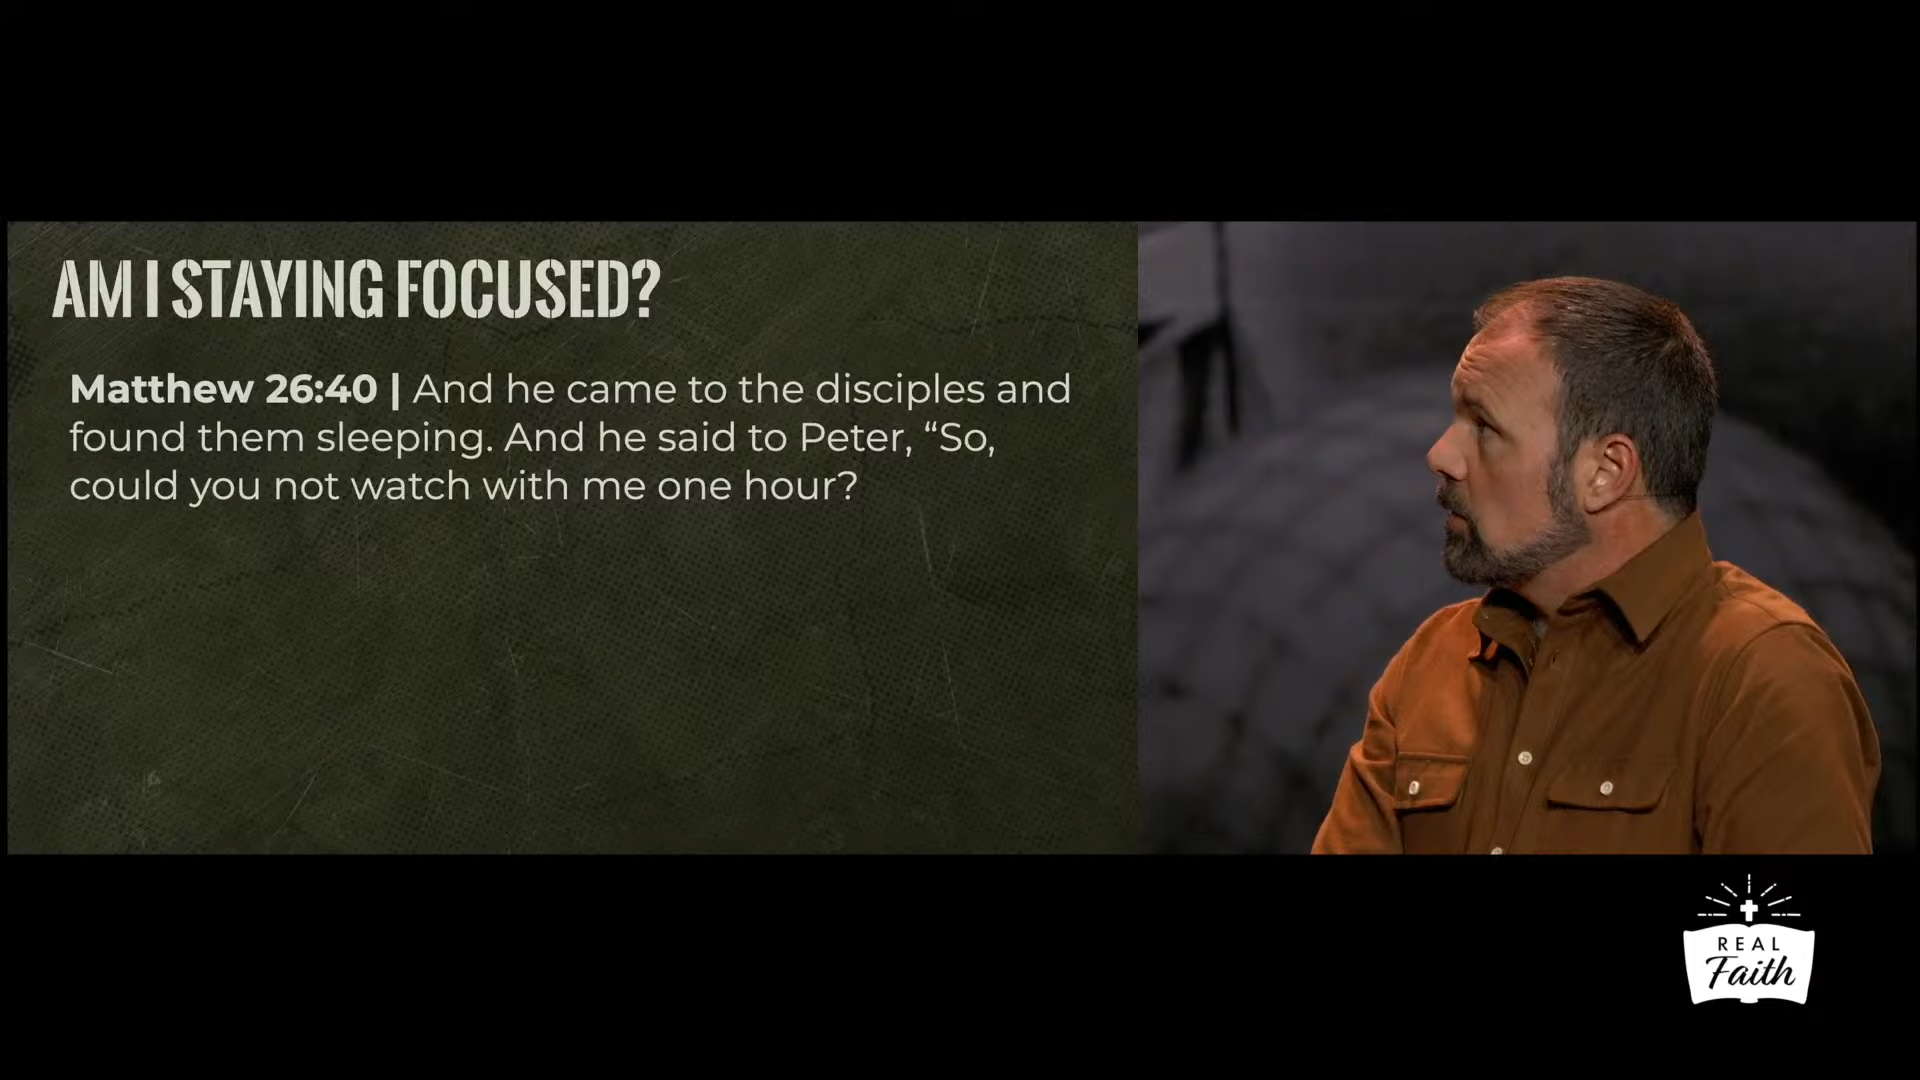 AM I STAYING FOCUSED?
Matthew 26:40 | And he came to the disciples and
found them sleeping. And he said to Peter, “So,
could you not watch with me one hour?
REAL
Faith